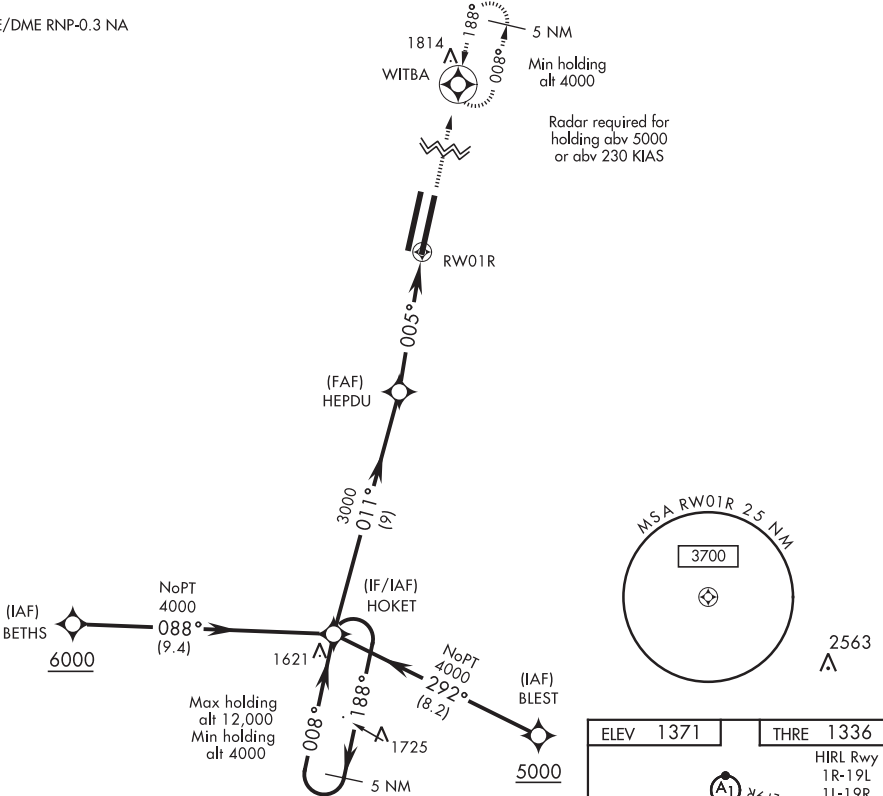 E/DME RNP-0.3 NA
188°
5 NM
1814
WITBA
008°
Min holding
alt 4000
Radar required for
holding abv 5000
or abv 230 KIAS
RW01R
005°
(FAF)
HEPDU
3000
011°
(9)
MSA RW01R 25 NM
3700
(IAF)
BETHS
6000
NoPT
4000
088°
(9.4)
(IF/IAF)
HOKET
1621
NoPT
4000
292°
(8.2)
(IAF)
BLEST
5000
2563
Max holding
alt 12,000
Min holding
alt 4000
008°
188°
1725
5 NM
ELEV 1371
THRE 1336
HIRL Rwy
1R-19L
1L-19R
A1